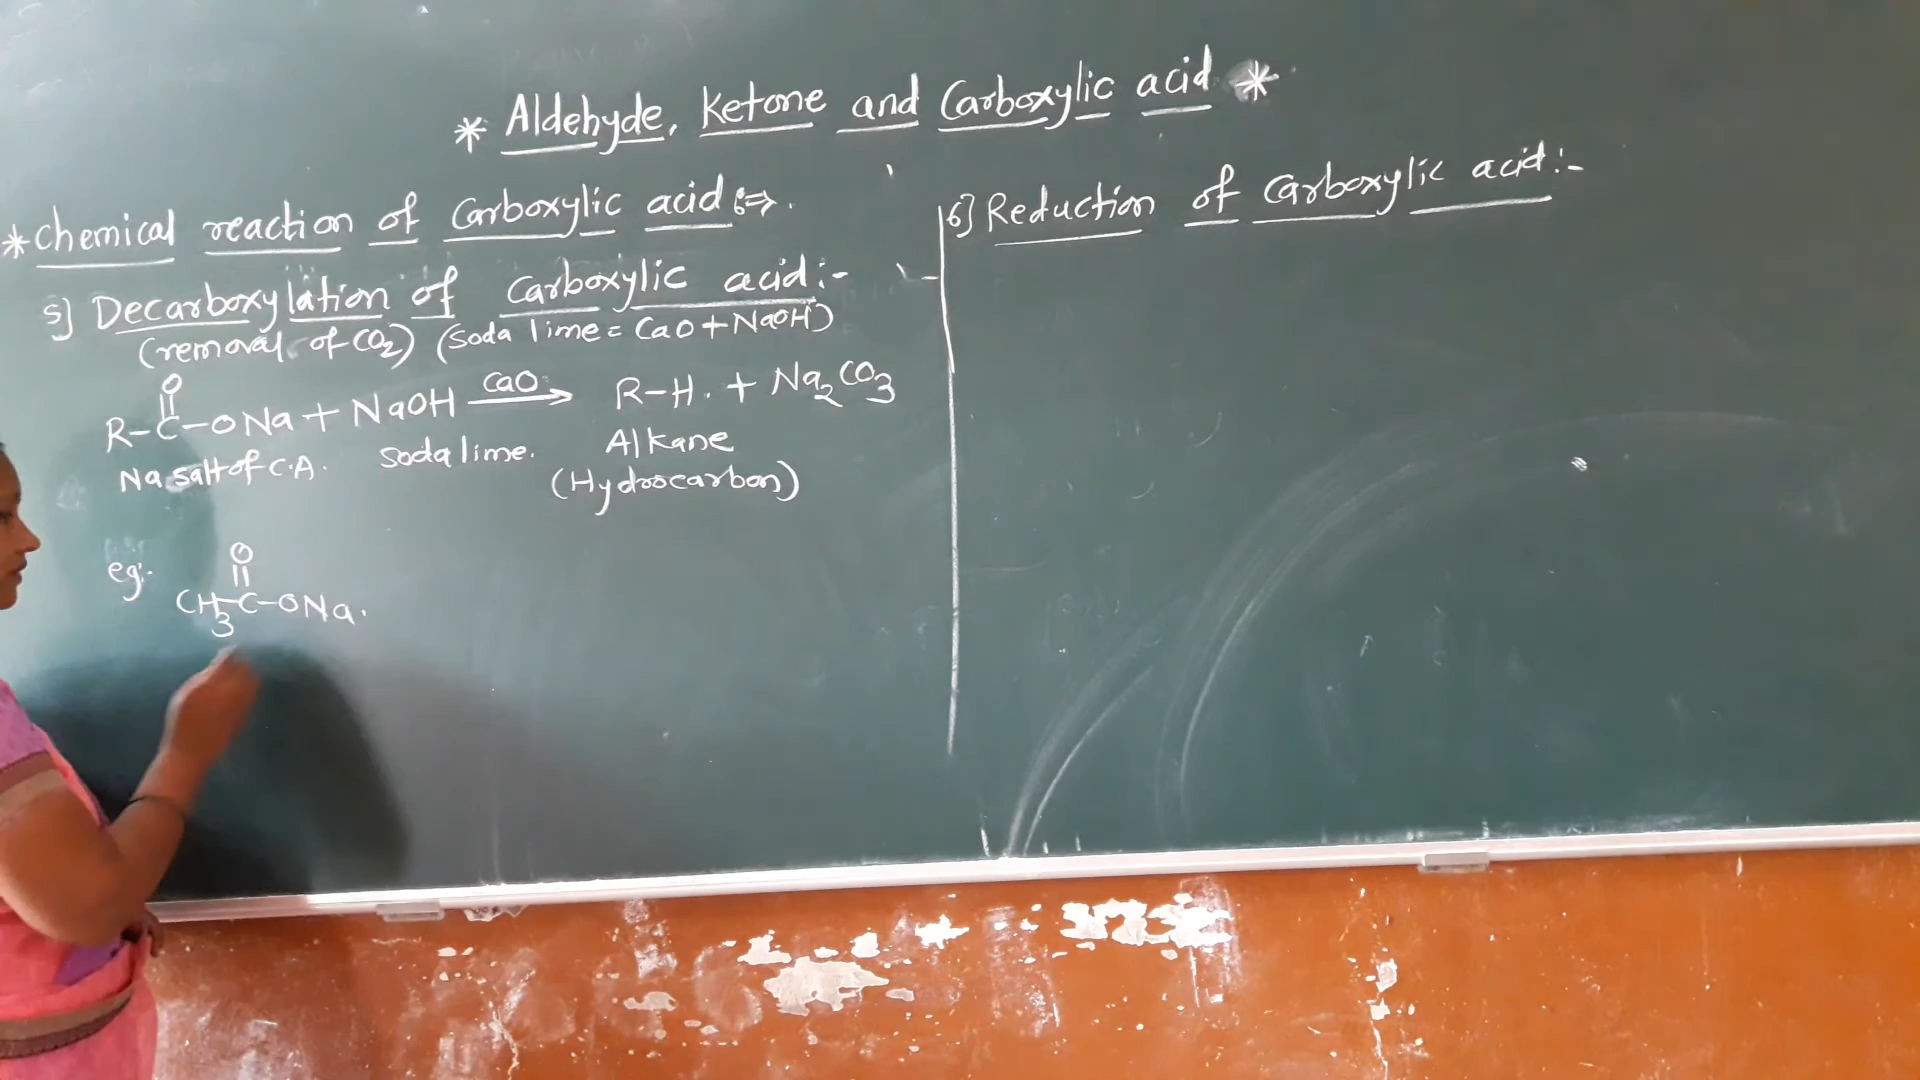 * Aldehyde, Ketone and Carboxylic acid *
* Chemical reaction of Carboxylic acid :⇒.
5] Decarboxylation of Carboxylic acid:-
(removal of CO2) (Soda lime = CaO + NaOH)
O
||
R-C-ONa + NaOH CaO→ R-H. + Na2CO3
Na salt of C.A. Sodalime. Alkane
(Hydrocarbon)
eg:-
O
||
CH3-C-ONa.
6] Reduction of Carboxylic acid:-